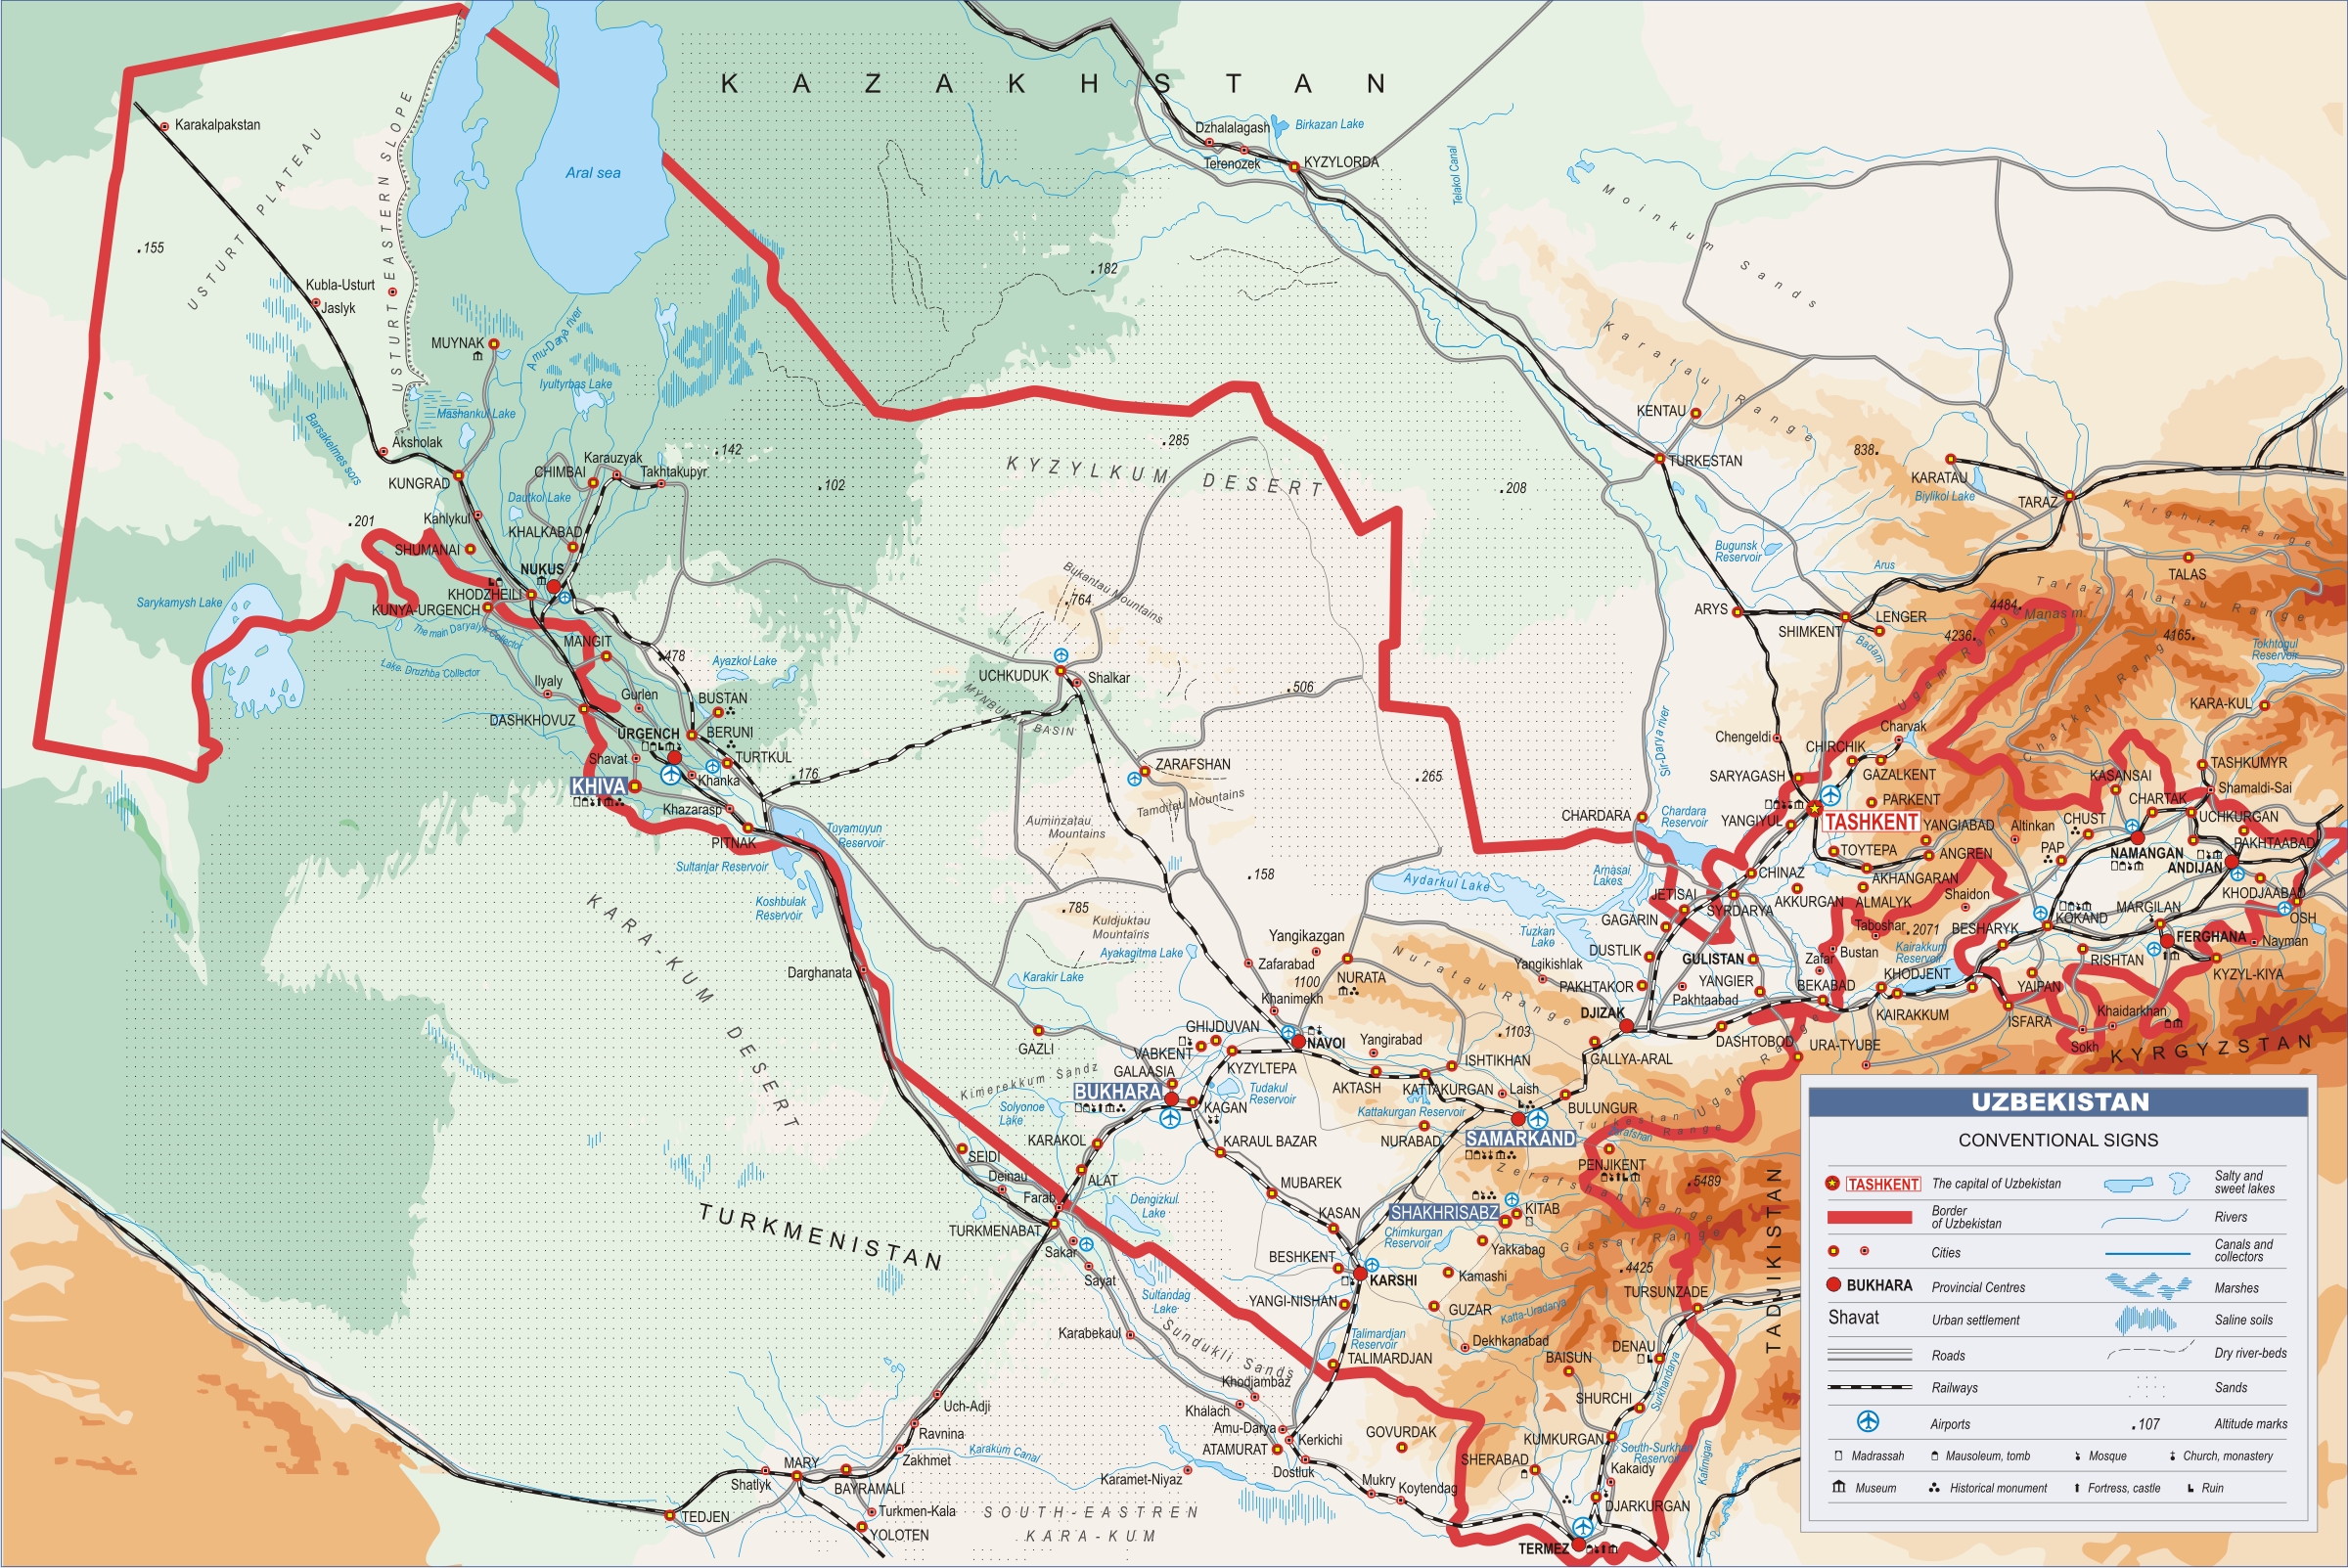 KAZAKHSTAN
Aral sea
Karakalpakstan
USTURT PLATEAU
USTURT EASTERN SLOPE
.155
Kubla-Usturt
Jaslyk
MUYNAK
Amu-Darya river
Iyultyrbas Lake
Mashankul Lake
Barsakelmes sors
Aksholak
KUNGRAD
Karauzyak
CHIMBAI
Takhtakupyr
Dautkol Lake
Kahlykul
KHALKABAD
.201
SHUMANAI
NUKUS
KHODZHEILI
KUNYA-URGENCH
Sarykamysh Lake
The main Daryalyk Collector
Lake Druzhba Collector
MANGIT
.478
Ayazkol Lake
Ilyaly
Gurlen
BUSTAN
DASHKHOVUZ
URGENCH
BERUNI
TURTKUL
Shavat
Khanka
KHIVA
Khazarasp
PITNAK
.176
Tuyamuyun
Reservoir
Sultanjar Reservoir
Koshbulak
Reservoir
Darghanata
KARA-KUM DESERT
.142
.102
.182
.285
KYZYLKUM DESERT
Bukantau Mountains
.764
UCHKUDUK
Shalkar
MYNBULAK BASIN
.506
ZARAFSHAN
Tamditau Mountains
Auminzatau
Mountains
.158
.785
Kuldjuktau
Mountains
Ayakagitma Lake
Karakir Lake
.265
.208
Dzhalalagash
Birkazan Lake
Terenozek
KYZYLORDA
Telakol Canal
Moinkum Sands
Karatau Range
KENTAU
TURKESTAN
838.
KARATAU
Biylikol Lake
TARAZ
Kirghiz Range
TALAS
Bugunsk
Reservoir
Arus
ARYS
SHIMKENT
LENGER
Badam
Taraz Alatau Range
4484.
Manas m.
4236.
4165.
Ugam Range
Chatkal Range
Tokhtogul
Reservoir
KARA-KUL
Sir-Darya river
Chengeldi
Charvak
CHIRCHIK
SARYAGASH
GAZALKENT
PARKENT
TASHKENT
YANGIYUL
YANGIABAD
TOYTEPA
ANGREN
Altinkan
AKHANGARAN
CHINAZ
AKKURGAN
ALMALYK
Shaidon
Taboshar
.2071
Bustan
Zafar
KASANSAI
TASHKUMYR
Shamaldi-Sai
CHARTAK
UCHKURGAN
CHUST
PAP
NAMANGAN
PAKHTAABAD
ANDIJAN
KHODJAABAD
OSH
MARGILAN
KOKAND
BESHARYK
FERGHANA
Nayman
RISHTAN
KYZYL-KIYA
YAIPAN
Kairakkum
Reservoir
KHODJENT
KAIRAKKUM
ISFARA
Khaidarkhan
Sokh
KYRGYZSTAN
CHARDARA
Chardara
Reservoir
Arnasai
Lakes
Aydarkul Lake
JETISAI
SYRDARYA
GAGARIN
DUSTLIK
GULISTAN
Tuzkan
Lake
YANGIER
BEKABAD
Pakhtaabad
PAKHTAKOR
Yangikishlak
DJIZAK
DASHTOBOD
URA-TYUBE
GALLYA-ARAL
Yangikazgan
Zafarabad
NURATA
1100
Khanimekh
Nuratau Range
.1103
GAZLI
GHIJDUVAN
VABKENT
GALAASIA
NAVOI
KYZYLTEPA
Yangirabad
ISHTIKHAN
AKTASH
KATTAKURGAN
Laish
BULUNGUR
Kattakurgan Reservoir
NURABAD
SAMARKAND
Turkestan Range
Zarafshan
Ugam Range
PENJIKENT
Zerafshan Range
.5489
Kimerekkum Sandz
Solyonoe
Lake
BUKHARA
KAGAN
Tudakul
Reservoir
KARAKOL
KARAUL BAZAR
ALAT
MUBAREK
SEIDI
Deinau
Farab
TURKMENABAT
Sakar
Sayat
Dengizkul
Lake
Sultandag
Lake
KASAN
SHAKHRISABZ
KITAB
Chimkurgan
Reservoir
Yakkabag
Gissar Range
.4425
BESHKENT
KARSHI
Kamashi
YANGI-NISHAN
GUZAR
Katta-Uradarya
TURSUNZADE
Talimardjan
Reservoir
TALIMARDJAN
Dekhkanabad
BAISUN
DENAU
SHURCHI
Surkhandarya
TADJIKISTAN
Karabekaul
Sundukli Sands
Khodjambaz
Khalach
Amu-Darya
ATAMURAT
Kerkichi
Dostluk
GOVURDAK
Mukry
Koytendag
KUMKURGAN
South-Surkhan
Reservoir
SHERABAD
Kakaidy
Kafirnigan
DJARKURGAN
TERMEZ
TURKMENISTAN
Uch-Adji
Ravnina
Zakhmet
Karakum Canal
Karamet-Niyaz
MARY
Shatlyk
BAYRAMALI
Turkmen-Kala
YOLOTEN
TEDJEN
SOUTH-EASTREN
KARA-KUM
UZBEKISTAN
CONVENTIONAL SIGNS
TASHKENT The capital of Uzbekistan
Salty and
sweet lakes
Border
of Uzbekistan
Rivers
Cities
Canals and
collectors
BUKHARA Provincial Centres
Marshes
Shavat Urban settlement
Saline soils
Roads
Dry river-beds
Railways
Sands
Airports
.107 Altitude marks
Madrassah
Mausoleum, tomb
Mosque
Church, monastery
Museum
Historical monument
Fortress, castle
Ruin